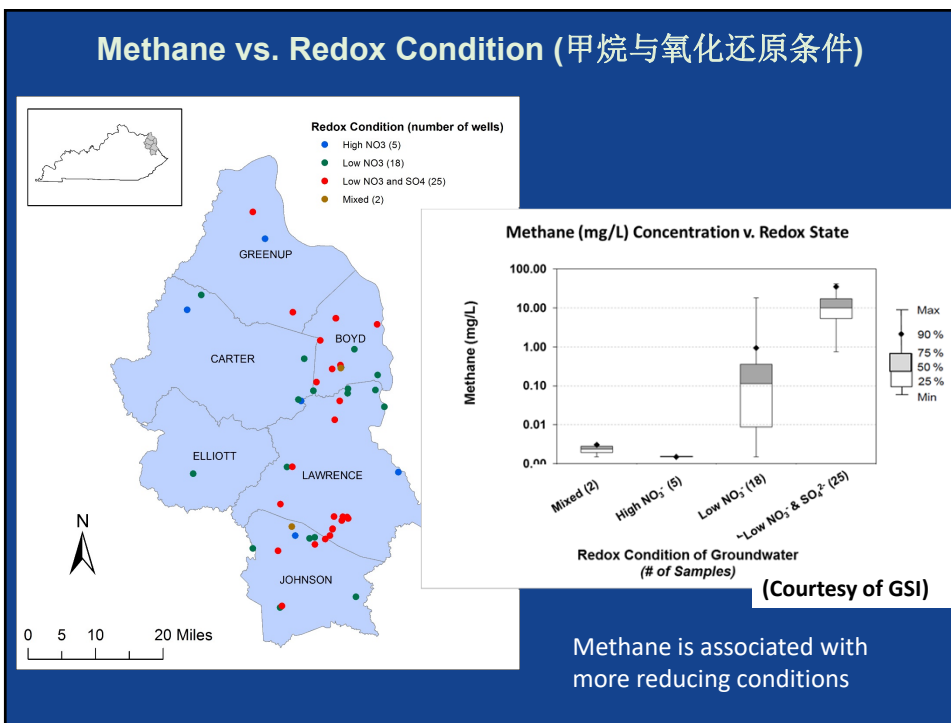 Methane vs. Redox Condition (甲烷与氧化还原条件)
Redox Condition (number of wells)
High NO3 (5)
Low NO3 (18)
Low NO3 and SO4 (25)
Mixed (2)
GREENUP
BOYD
CARTER
ELLIOTT
LAWRENCE
JOHNSON
N
0 5 10 20 Miles
Methane (mg/L) Concentration v. Redox State
Methane (mg/L)
100.00
10.00
1.00
0.10
0.01
0.00
Max
90 %
75 %
50 %
25 %
Min
Mixed (2)
High NO₃⁻ (5)
Low NO₃⁻ (18)
Low NO₃⁻ & SO₄²⁻ (25)
Redox Condition of Groundwater
(# of Samples)
(Courtesy of GSI)
Methane is associated with
more reducing conditions